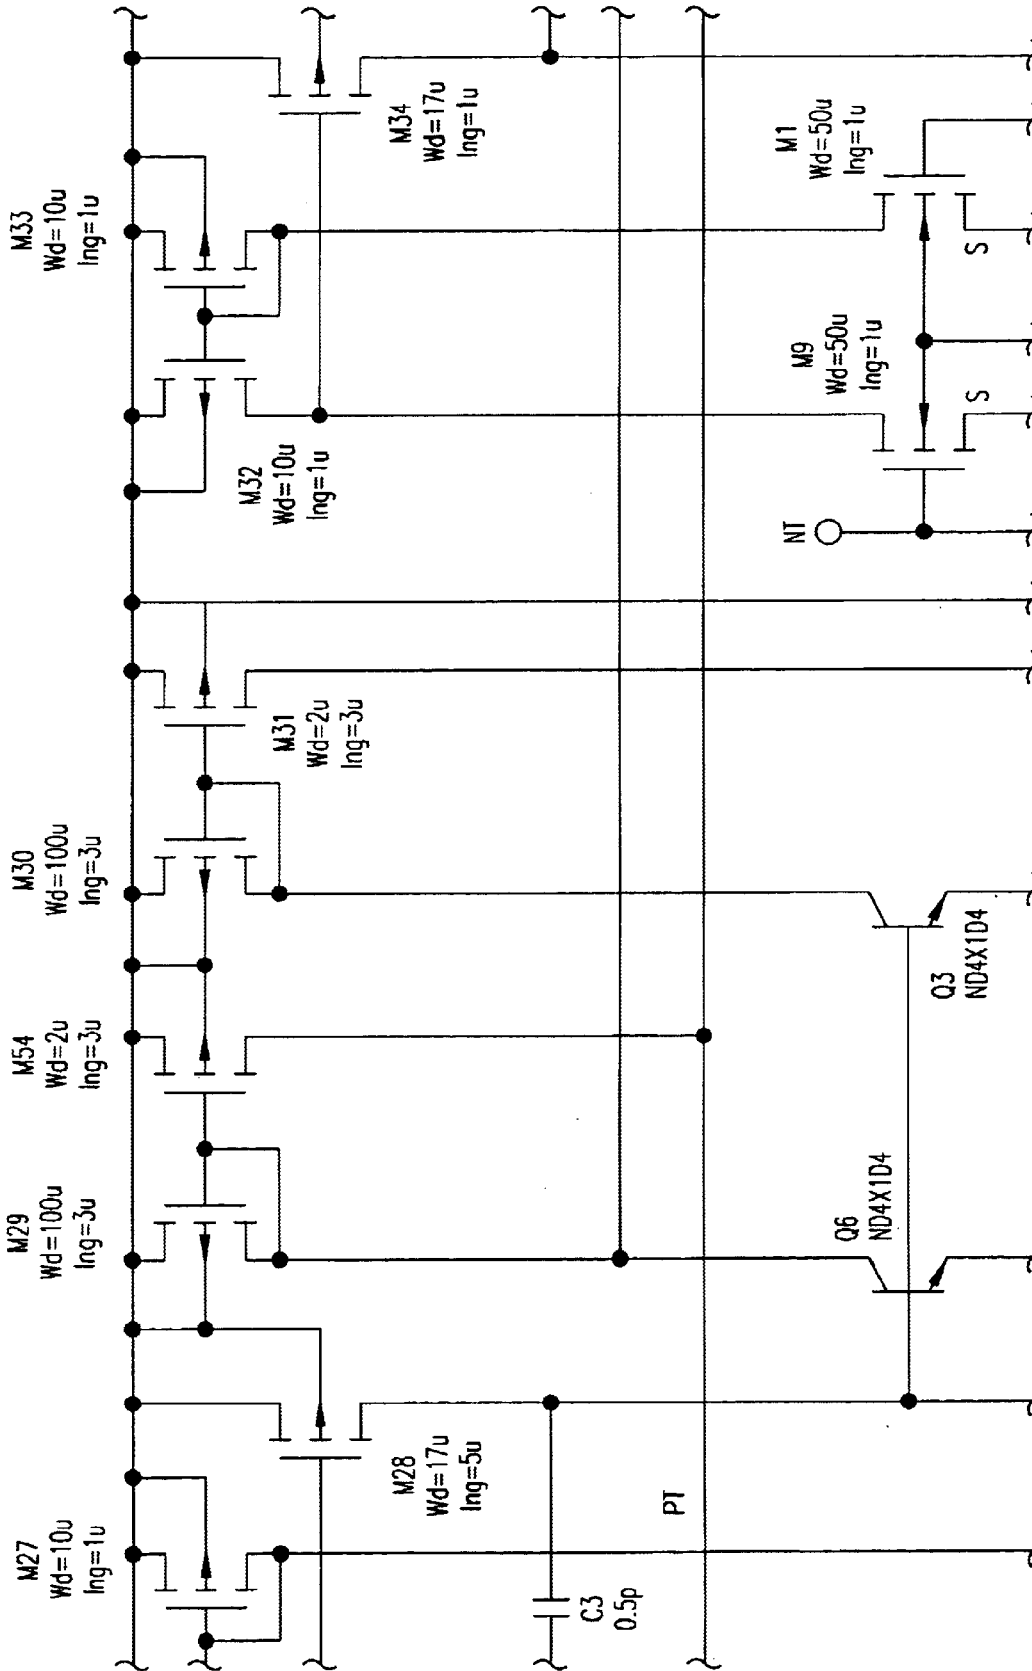 M27
Wd=10u
lng=1u
M28
Wd=17u
lng=5u
C3
0.5p
PT
M29
Wd=100u
lng=3u
M54
Wd=2u
lng=3u
Q6
ND4X1D4
M30
Wd=100u
lng=3u
M31
Wd=2u
lng=3u
Q3
ND4X1D4
NT
M32
Wd=10u
lng=1u
M33
Wd=10u
lng=1u
M34
Wd=17u
lng=1u
M9
Wd=50u
lng=1u
S
M1
Wd=50u
lng=1u
S